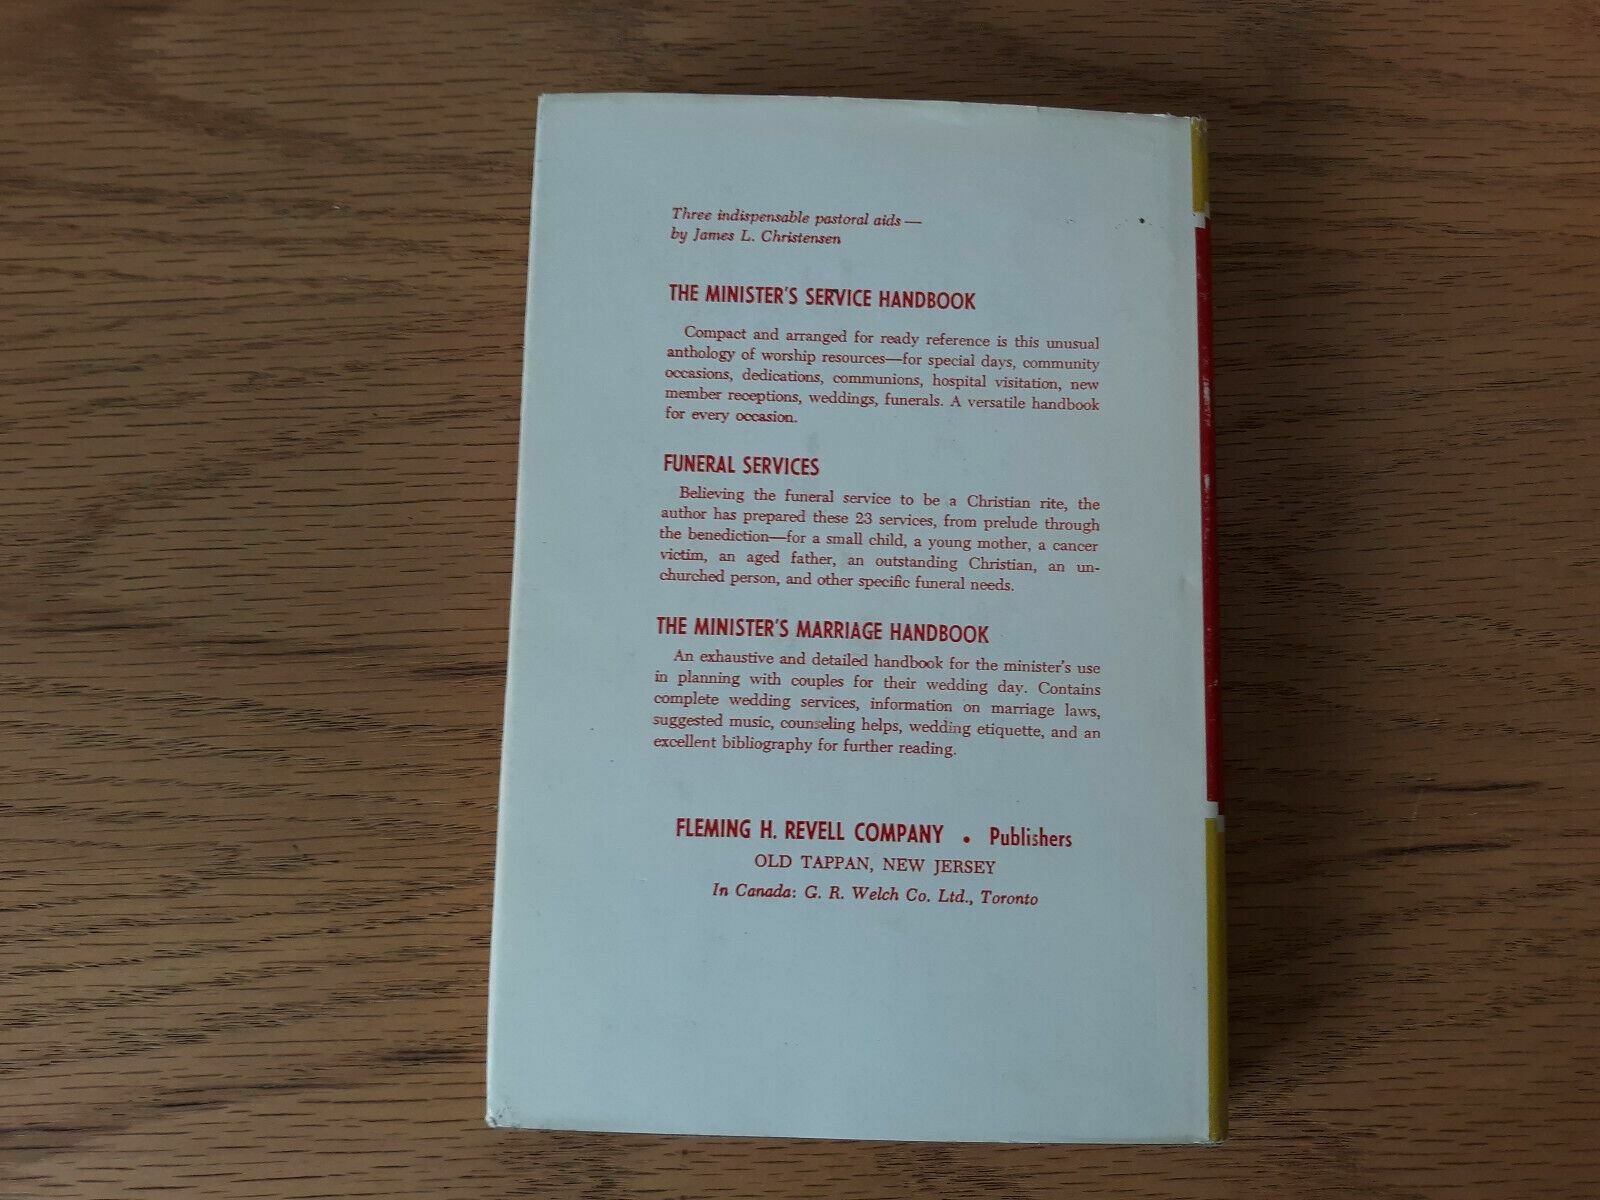 Three indispensable pastoral aids —
by James L. Christensen
THE MINISTER'S SERVICE HANDBOOK
Compact and arranged for ready reference is this unusual
anthology of worship resources—for special days, community
occasions, dedications, communions, hospital visitation, new
member receptions, weddings, funerals. A versatile handbook
for every occasion.
FUNERAL SERVICES
Believing the funeral service to be a Christian rite, the
author has prepared these 23 services, from prelude through
the benediction—for a small child, a young mother, a cancer
victim, an aged father, an outstanding Christian, an un-
churched person, and other specific funeral needs.
THE MINISTER'S MARRIAGE HANDBOOK
An exhaustive and detailed handbook for the minister's use
in planning with couples for their wedding day. Contains
complete wedding services, information on marriage laws,
suggested music, counseling helps, wedding etiquette, and an
excellent bibliography for further reading.
FLEMING H. REVELL COMPANY • Publishers
OLD TAPPAN, NEW JERSEY
In Canada: G. R. Welch Co. Ltd., Toronto